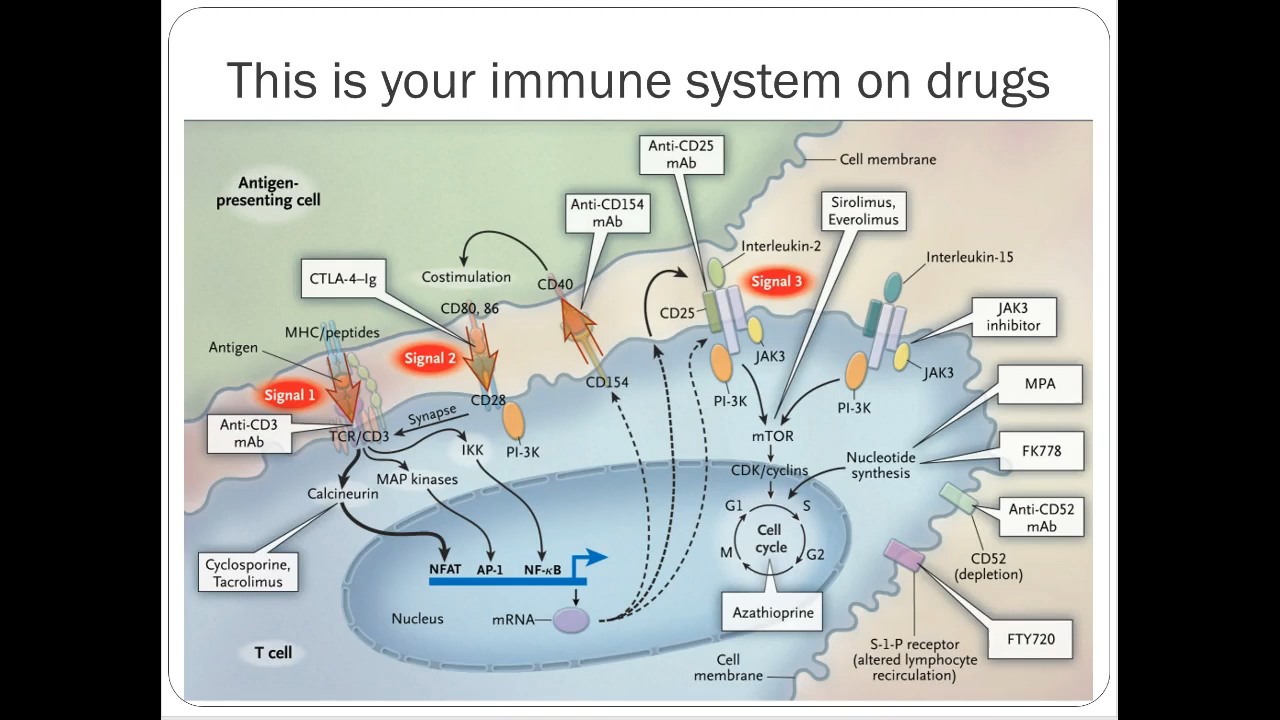 This is your immune system on drugs
Antigen-
presenting cell
Anti-CD25
mAb
Cell membrane
Anti-CD154
mAb
Sirolimus,
Everolimus
Interleukin-2
Interleukin-15
CTLA-4–Ig
Costimulation
CD40
Signal 3
CD80, 86
CD25
JAK3
inhibitor
MHC/peptides
Antigen
Signal 2
JAK3
JAK3
Signal 1
CD154
MPA
CD28
PI-3K
PI-3K
Anti-CD3
mAb
Synapse
TCR/CD3
mTOR
IKK
PI-3K
FK778
Nucleotide
synthesis
CDK/cyclins
MAP kinases
Calcineurin
G1
S
Anti-CD52
mAb
Cell
cycle
M
G2
CD52
(depletion)
Cyclosporine,
Tacrolimus
NFAT
AP-1
NF-κB
Azathioprine
Nucleus
mRNA
FTY720
S-1-P receptor
(altered lymphocyte
recirculation)
T cell
Cell
membrane